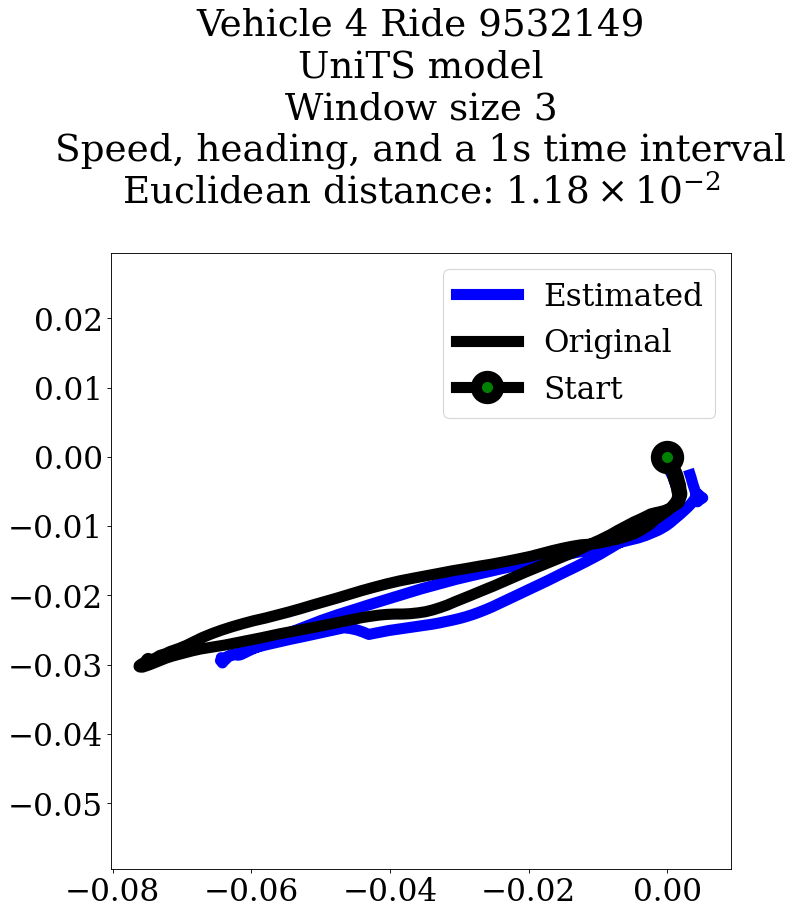 Vehicle 4 Ride 9532149
UniTS model
Window size 3
Speed, heading, and a 1s time interval
Euclidean distance: 1.18 × 10⁻²
Estimated
Original
Start
0.02
0.01
0.00
−0.01
−0.02
−0.03
−0.04
−0.05
−0.08 −0.06 −0.04 −0.02 0.00